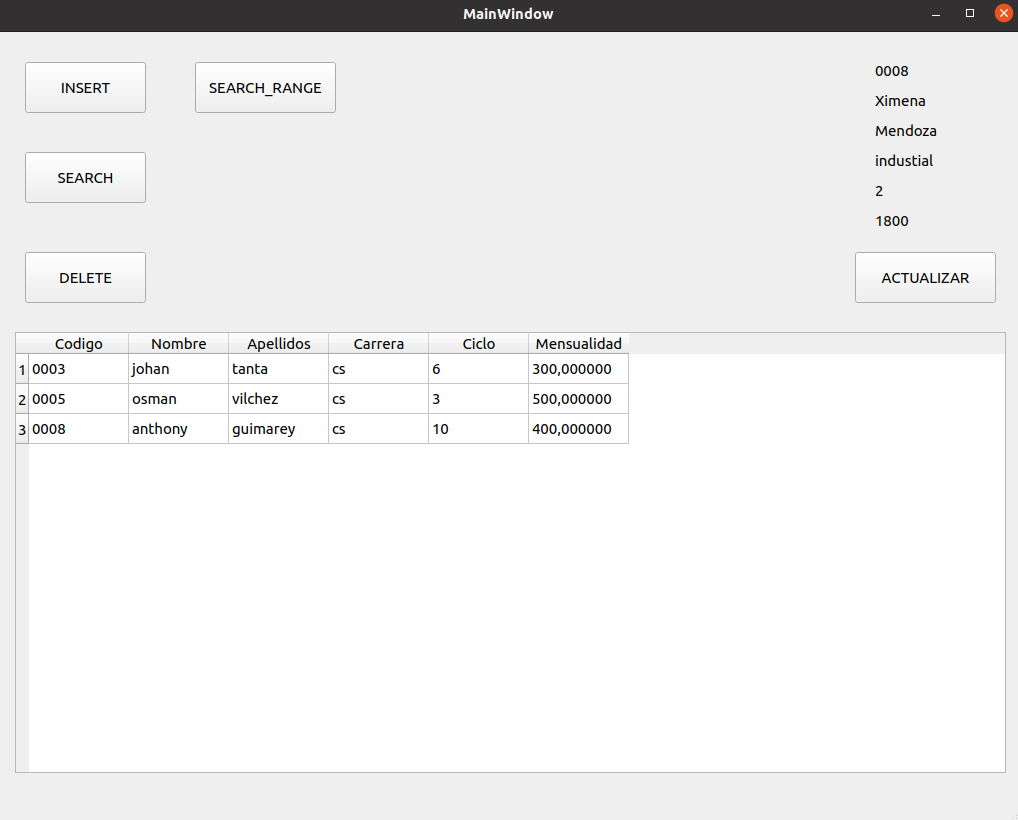 MainWindow
INSERT SEARCH_RANGE
SEARCH
DELETE
0008
Ximena
Mendoza
industial
2
1800
ACTUALIZAR
Codigo Nombre Apellidos Carrera Ciclo Mensualidad
1 0003 johan tanta cs 6 300,000000
2 0005 osman vilchez cs 3 500,000000
3 0008 anthony guimarey cs 10 400,000000